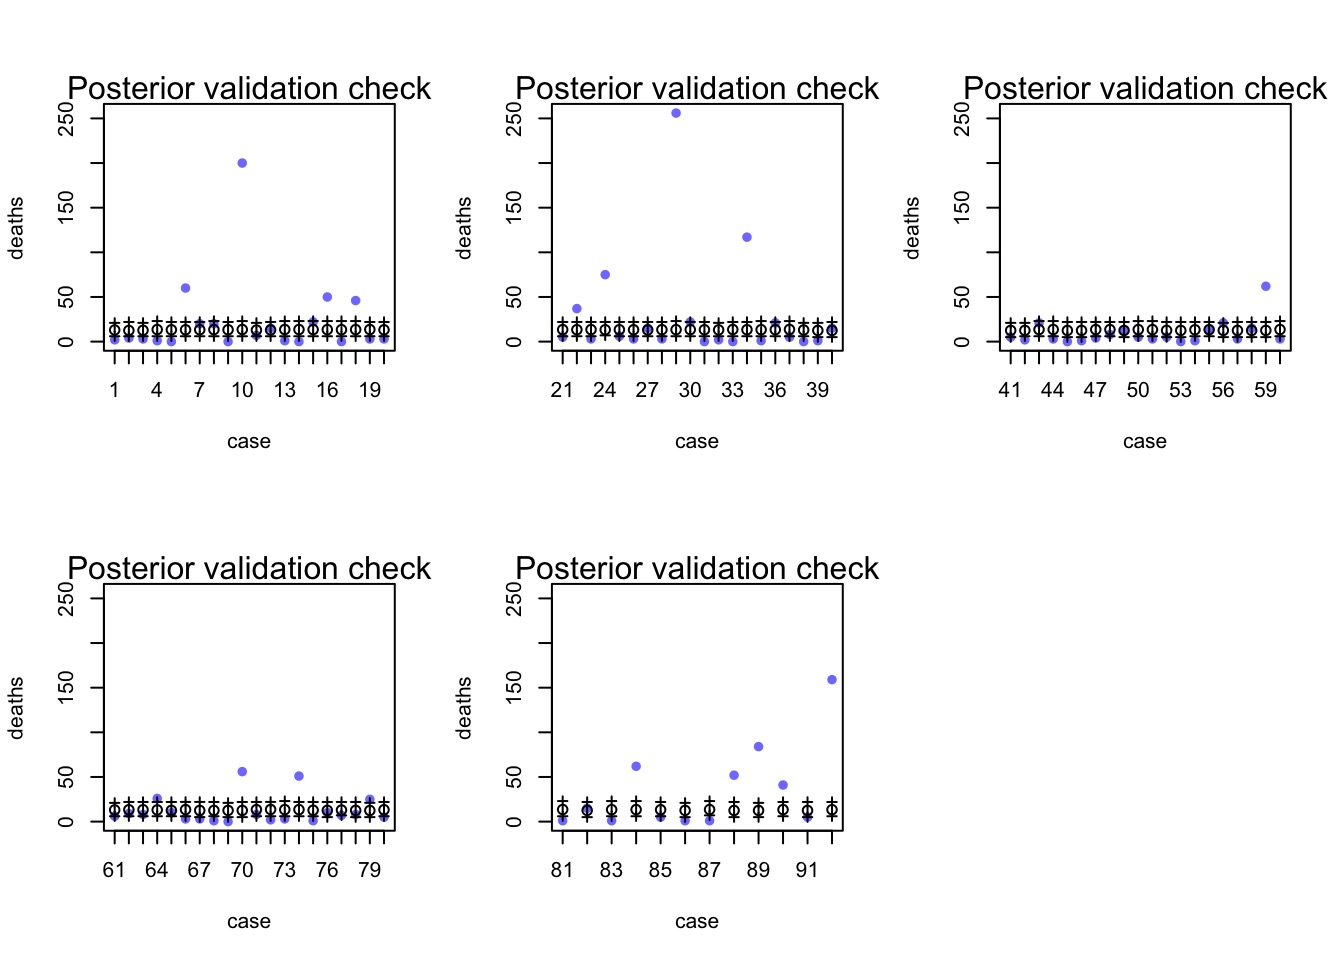 Posterior validation check
deaths
250
150
50
0
1 4 7 10 13 16 19
case
Posterior validation check
deaths
250
150
50
0
21 24 27 30 33 36 39
case
Posterior validation check
deaths
250
150
50
0
41 44 47 50 53 56 59
case
Posterior validation check
deaths
250
150
50
0
61 64 67 70 73 76 79
case
Posterior validation check
deaths
250
150
50
0
81 83 85 87 89 91
case